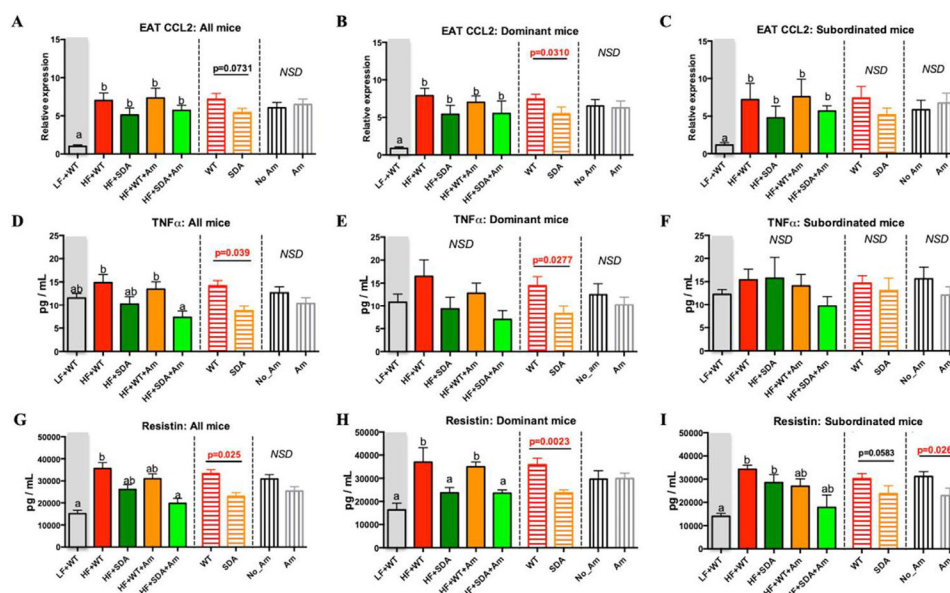 A
EAT CCL2: All mice
Relative expression
15
10
5
0
a
b
b
b
b
p=0.0731
NSD
LF-+WT
HF+WT
HF+SDA
HF+WT+Am
HF+SDA+Am
WT
SDA
No Am
Am
B
EAT CCL2: Dominant mice
Relative expression
15
10
5
0
a
b
b
b
b
p=0.0310
NSD
LF-+WT
HF+WT
HF+SDA
HF+WT+Am
HF+SDA+Am
WT
SDA
No Am
Am
C
EAT CCL2: Subordinated mice
Relative expression
15
10
5
0
a
b
b
b
b
NSD
NSD
LF-+WT
HF+WT
HF+SDA
HF+WT+Am
HF+SDA+Am
WT
SDA
No Am
Am
D
TNFα: All mice
pg / mL
25
20
15
10
5
0
ab
b
ab
b
a
p=0.039
NSD
LF+WT
HF+WT
HF+SDA
HF+WT+Am
HF+SDA+Am
WT
SDA
No_Am
Am
E
TNFα: Dominant mice
pg / mL
25
20
15
10
5
0
NSD
p=0.0277
NSD
LF+WT
HF+WT
HF+SDA
HF+WT+Am
HF+SDA+Am
WT
SDA
No_am
Am
F
TNFα: Subordinated mice
pg / mL
25
20
15
10
5
0
NSD
NSD
NSD
LF+WT
HF+WT
HF+SDA
HF+WT+Am
HF+SDA+Am
WT
SDA
No_Am
Am
G
Resistin: All mice
pg / mL
50000
40000
30000
20000
10000
0
a
b
ab
ab
a
p=0.025
NSD
LF+WT
HF+WT
HF+SDA
HF+WT+Am
HF+SDA+Am
WT
SDA
No_Am
Am
H
Resistin: Dominant mice
pg / mL
50000
40000
30000
20000
10000
0
a
b
a
b
a
p=0.0023
LF+WT
HF+WT
HF+SDA
HF+WT+Am
HF+SDA+Am
WT
SDA
No_Am
Am
I
Resistin: Subordinated mice
pg / mL
50000
40000
30000
20000
10000
0
a
b
b
ab
ab
p=0.0583
p=0.026
LF+WT
HF+WT
HF+SDA
HF+WT+Am
HF+SDA+Am
WT
SDA
No_Am
Am